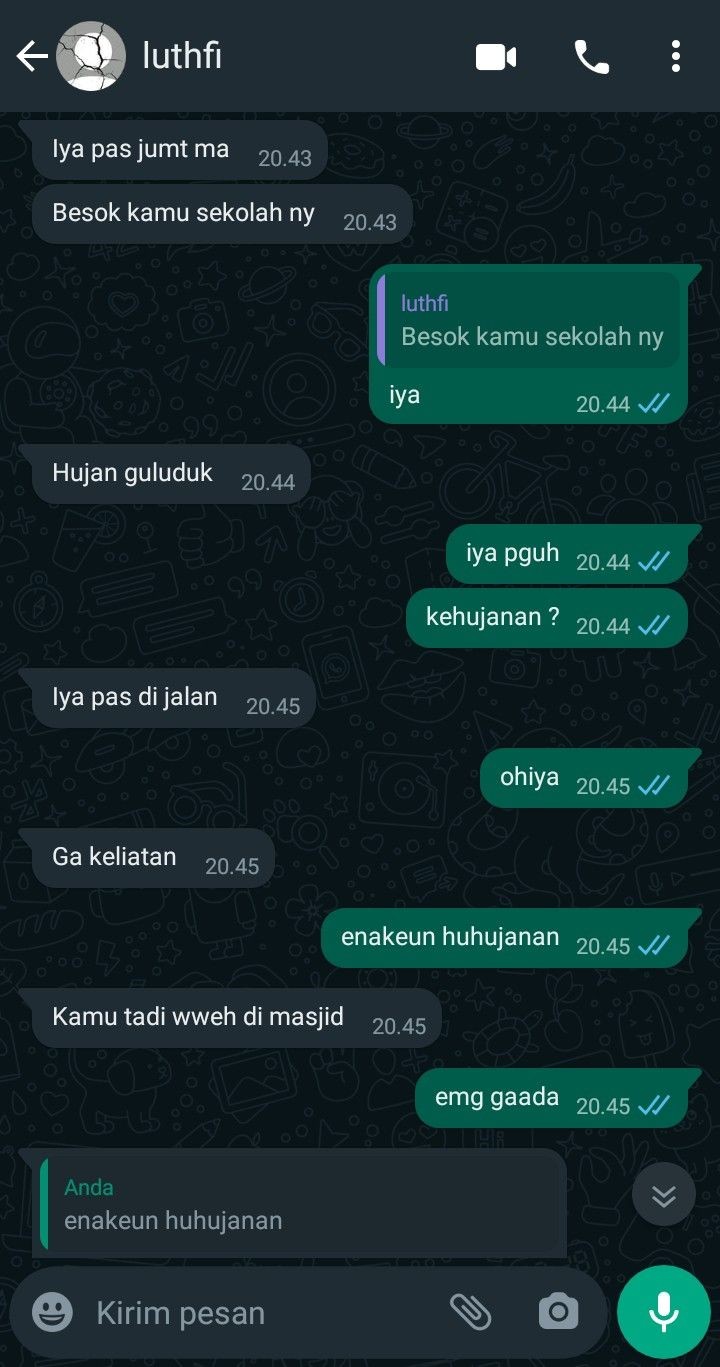 luthfi
Iya pas jumt ma 20.43
Besok kamu sekolah ny 20.43
luthfi
Besok kamu sekolah ny
iya 20.44
Hujan guluduk 20.44
iya pguh 20.44
kehujanan ? 20.44
Iya pas di jalan 20.45
ohiya 20.45
Ga keliatan 20.45
enakeun huhujanan 20.45
Kamu tadi wweh di masjid 20.45
emg gaada 20.45
Anda
enakeun huhujanan
Kirim pesan